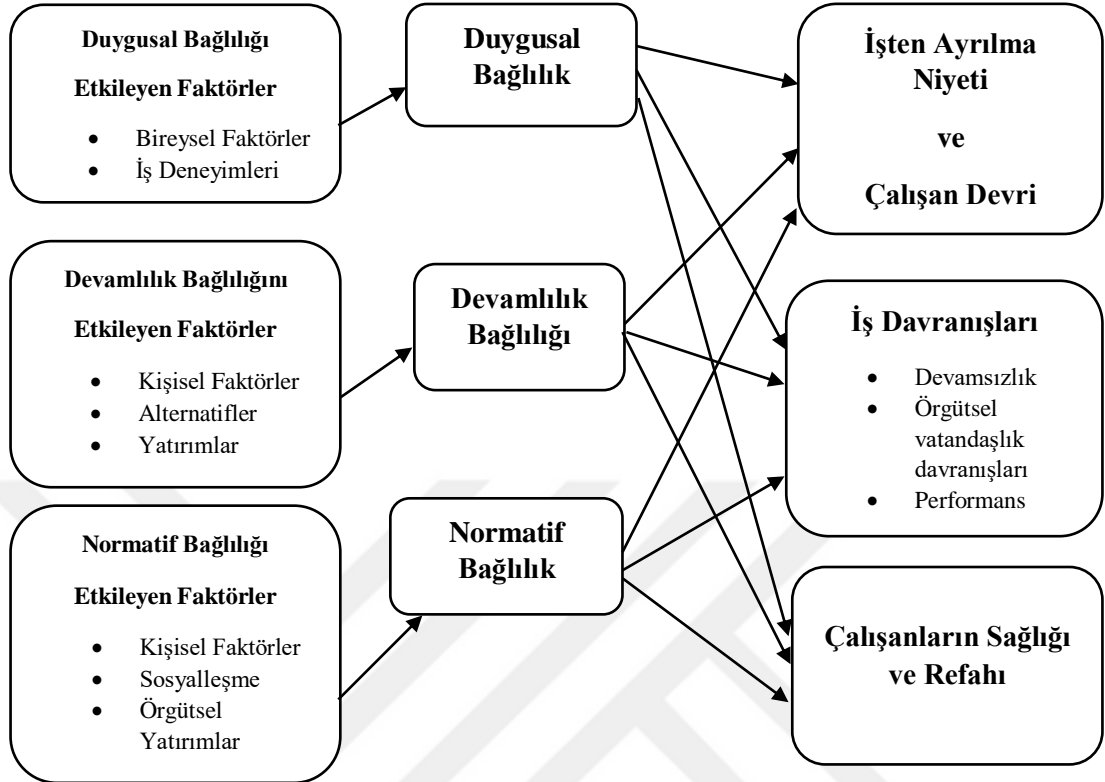 Duygusal Bağlılığı
Etkileyen Faktörler
• Bireysel Faktörler
• İş Deneyimleri
Devamlılık Bağlılığını
Etkileyen Faktörler
• Kişisel Faktörler
• Alternatifler
• Yatırımlar
Normatif Bağlılığı
Etkileyen Faktörler
• Kişisel Faktörler
• Sosyalleşme
• Örgütsel
Yatırımlar
Duygusal
Bağlılık
Devamlılık
Bağlılığı
Normatif
Bağlılık
İşten Ayrılma
Niyeti
ve
Çalışan Devri
İş Davranışları
• Devamsızlık
• Örgütsel
vatandaşlık
davranışları
• Performans
Çalışanların Sağlığı
ve Refahı